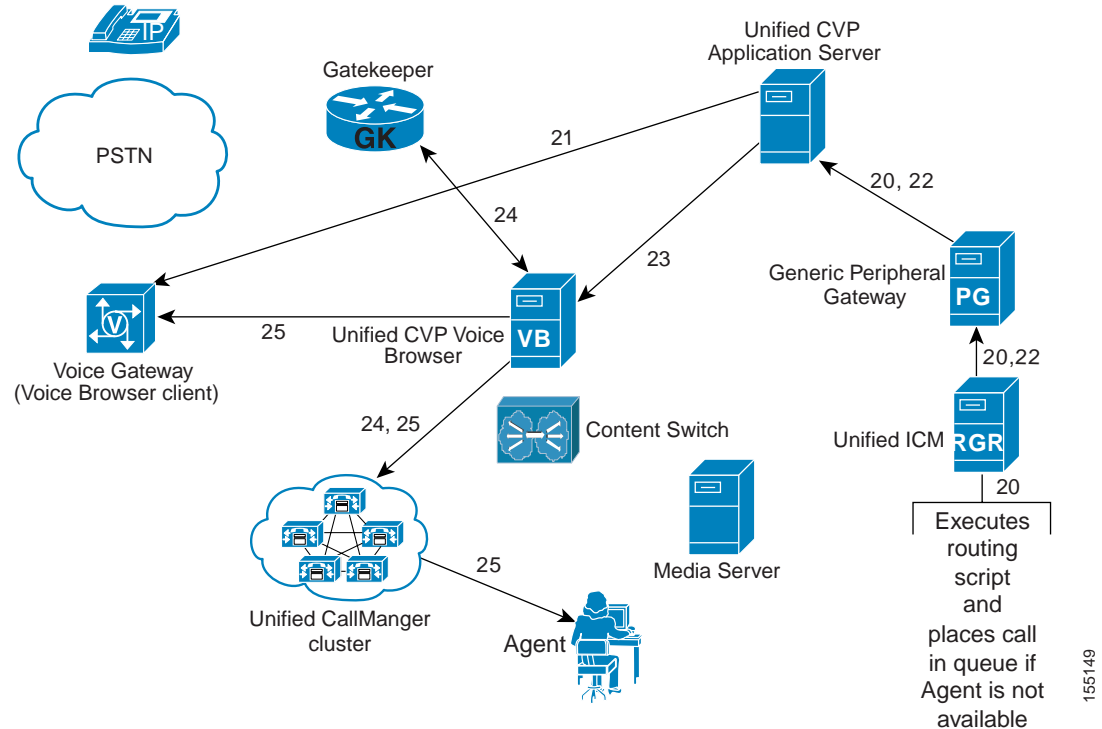 IP
Unified CVP
Application Server
Gatekeeper
GK
PSTN
21
20, 22
24
23
Generic Peripheral
Gateway
PG
25
Unified CVP Voice
Browser
VB
V
Voice Gateway
(Voice Browser client)
20,22
24, 25
Content Switch
Unified ICM
RGR
20
Executes
routing
script
and
places call
in queue if
Agent is not
available
Media Server
25
Unified CallManger
cluster
Agent
155149